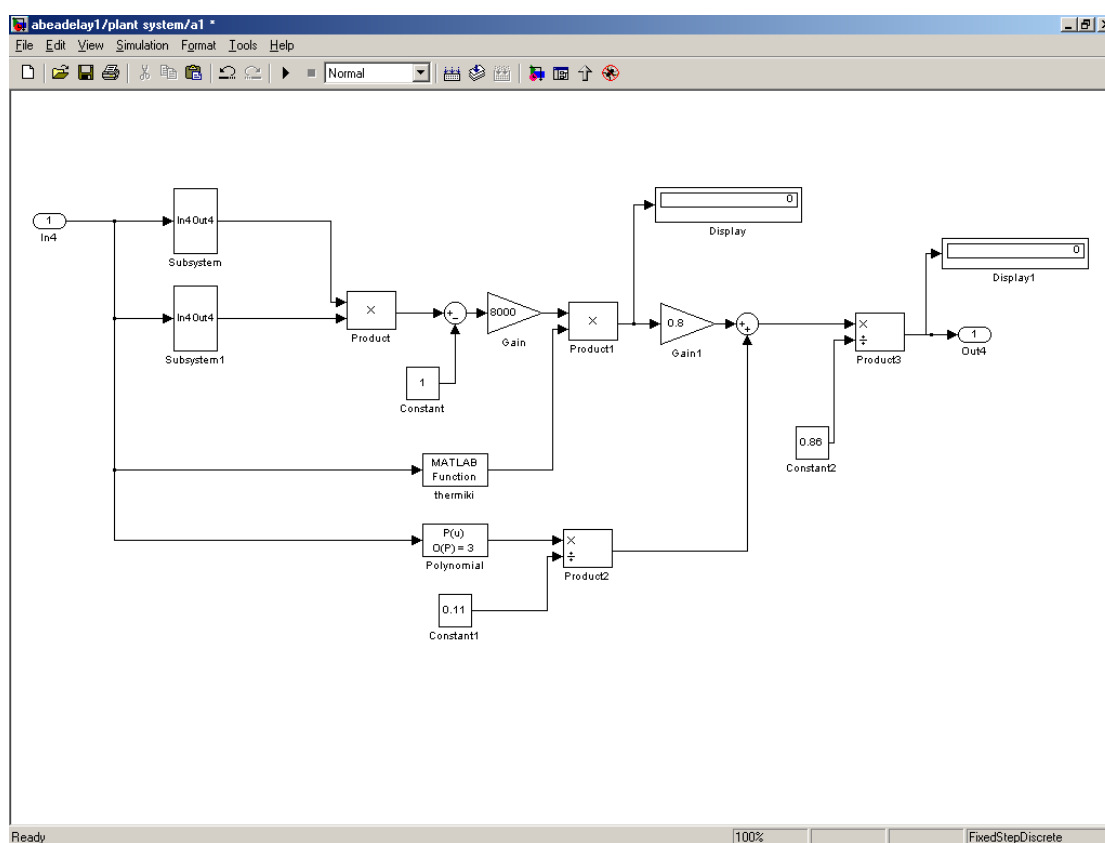 abeadelay1/plant system/a1 *
File Edit View Simulation Format Tools Help
Normal
1
In4
In4 Out4
Subsystem
In4 Out4
Subsystem1
×
Product
+-
8000
Gain
1
Constant
×
Product1
0
Display
0.8
Gain1
++
0
Display1
×
÷
Product3
1
Out4
0.86
Constant2
MATLAB
Function
thermiki
P(u)
O(P) = 3
Polynomial
×
÷
Product2
0.11
Constant1
Ready 100% FixedStepDiscrete